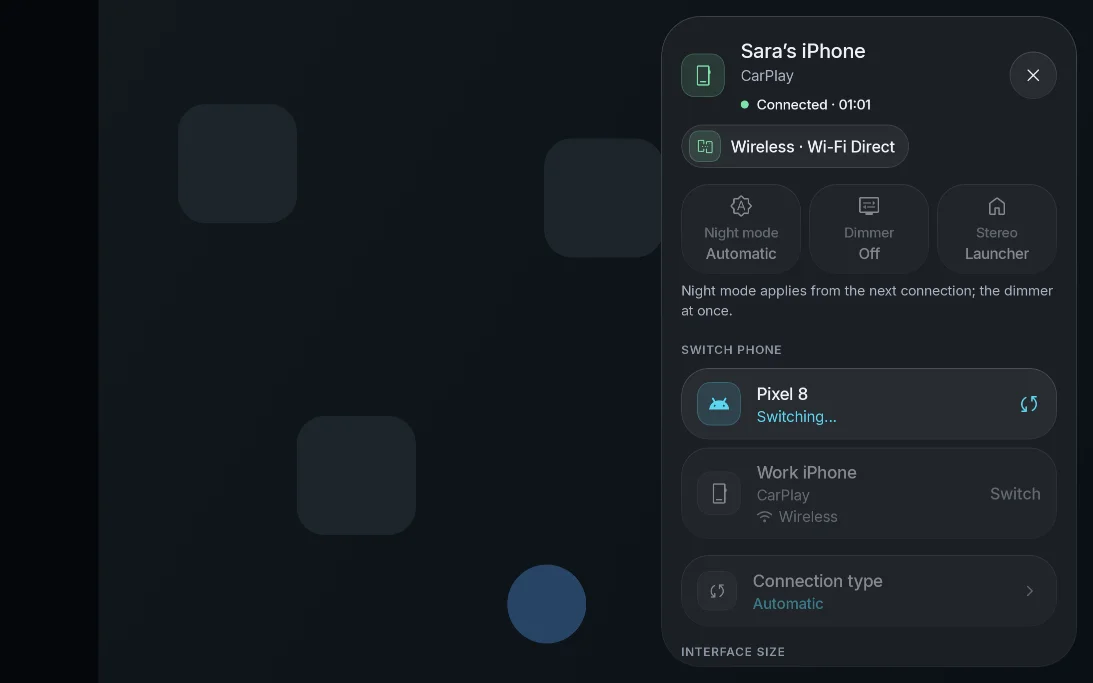 Sara’s iPhone
CarPlay
Connected · 01:01
Wireless · Wi-Fi Direct
Night mode
Automatic
Dimmer
Off
Stereo
Launcher
Night mode applies from the next connection; the dimmer
at once.
SWITCH PHONE
Pixel 8
Switching…
Work iPhone
CarPlay
Wireless
Switch
Connection type
Automatic
INTERFACE SIZE